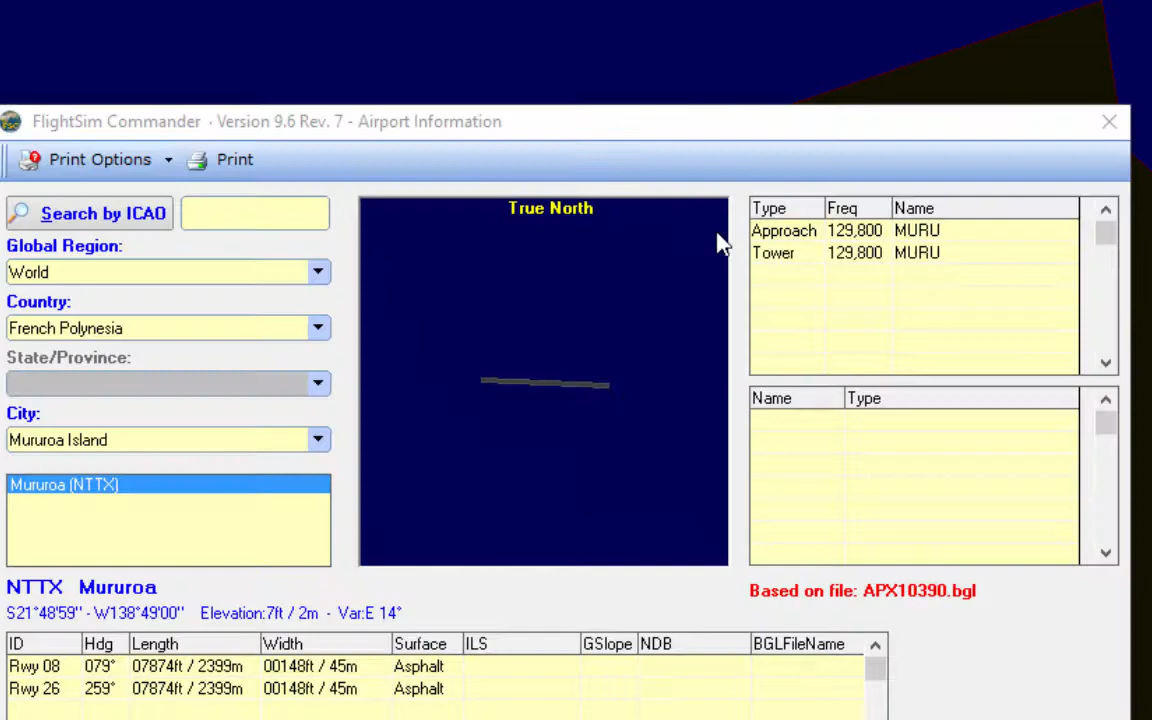 FlightSim Commander - Version 9.6 Rev. 7 - Airport Information
Print Options Print
Search by ICAO
Global Region:
World
Country:
French Polynesia
State/Province:
City:
Mururoa Island
Mururoa (NTTX)
True North
Type Freq Name
Approach 129,800 MURU
Tower 129,800 MURU
Name Type
NTTX Mururoa
S21°48'59" - W138°49'00" Elevation:7ft / 2m - Var:E 14°
Based on file: APX10390.bgl
ID Hdg Length Width Surface ILS GSlope NDB BGLFileName
Rwy 08 079° 07874ft / 2399m 00148ft / 45m Asphalt
Rwy 26 259° 07874ft / 2399m 00148ft / 45m Asphalt